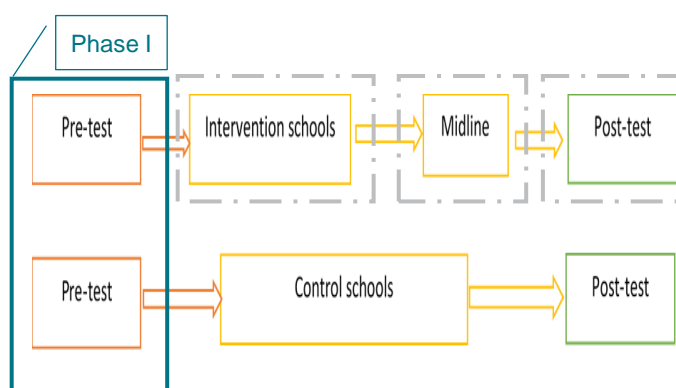 Phase I
Pre-test
Intervention schools
Midline
Post-test
Pre-test
Control schools
Post-test